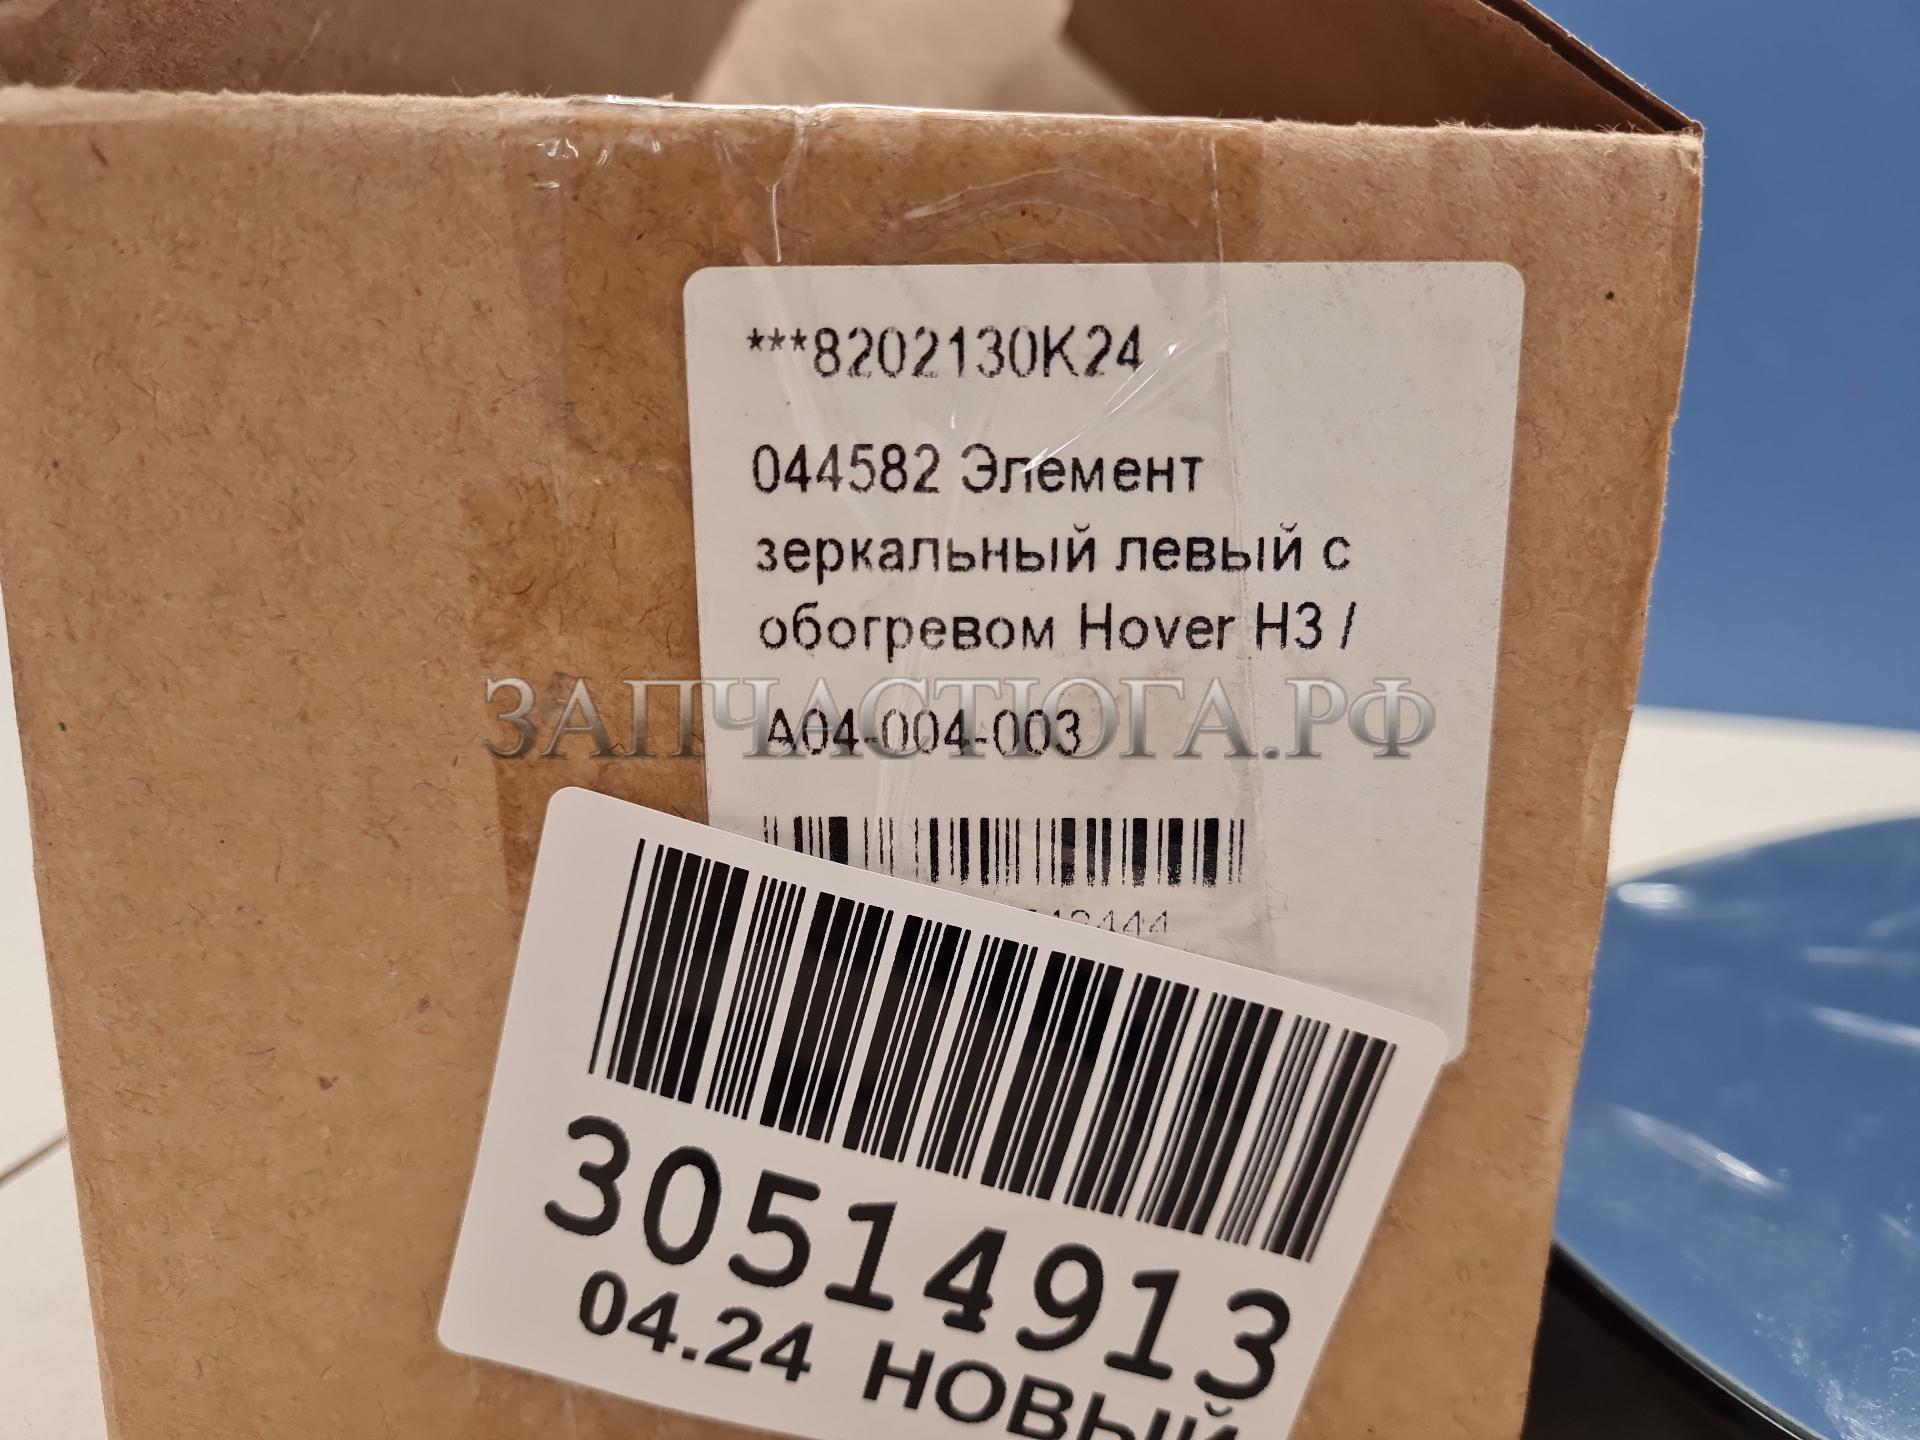 ***8202130K24
044582 Элемент
зеркальный левый с
обогревом Hover H3 /
ЗАПЧАСТЮГА.РФ
A04-004-003
30514913
04.24 НОВЫЙ